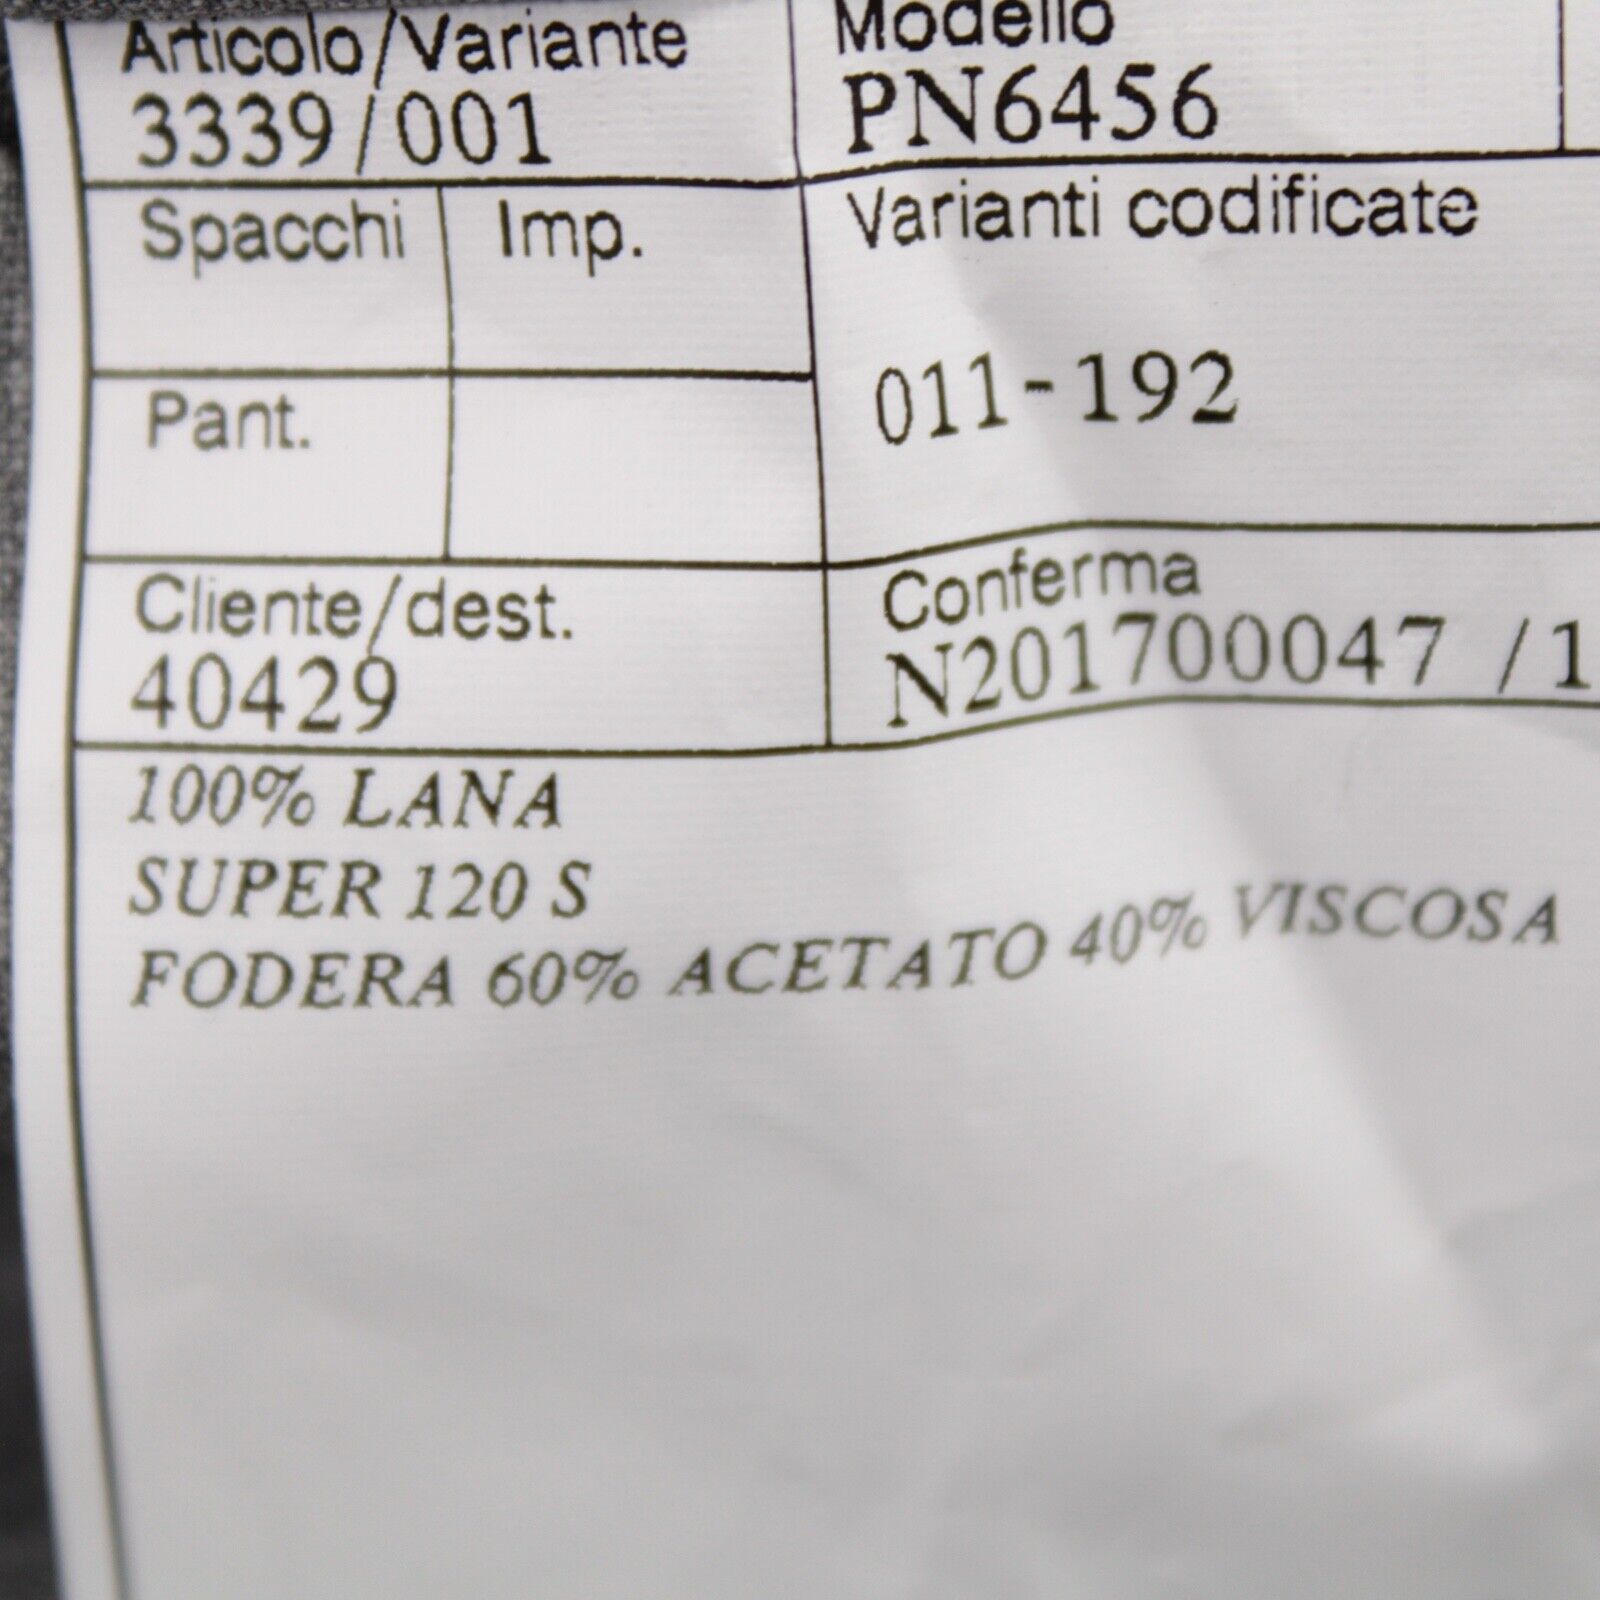 Articolo/Variante
3339/001
Modello
PN6456
Spacchi
Imp.
Varianti codificate
011-192
Pant.
Cliente/dest.
40429
Conferma
N201700047 /1
100% LANA
SUPER 120 S
FODERA 60% ACETATO 40% VISCOSA